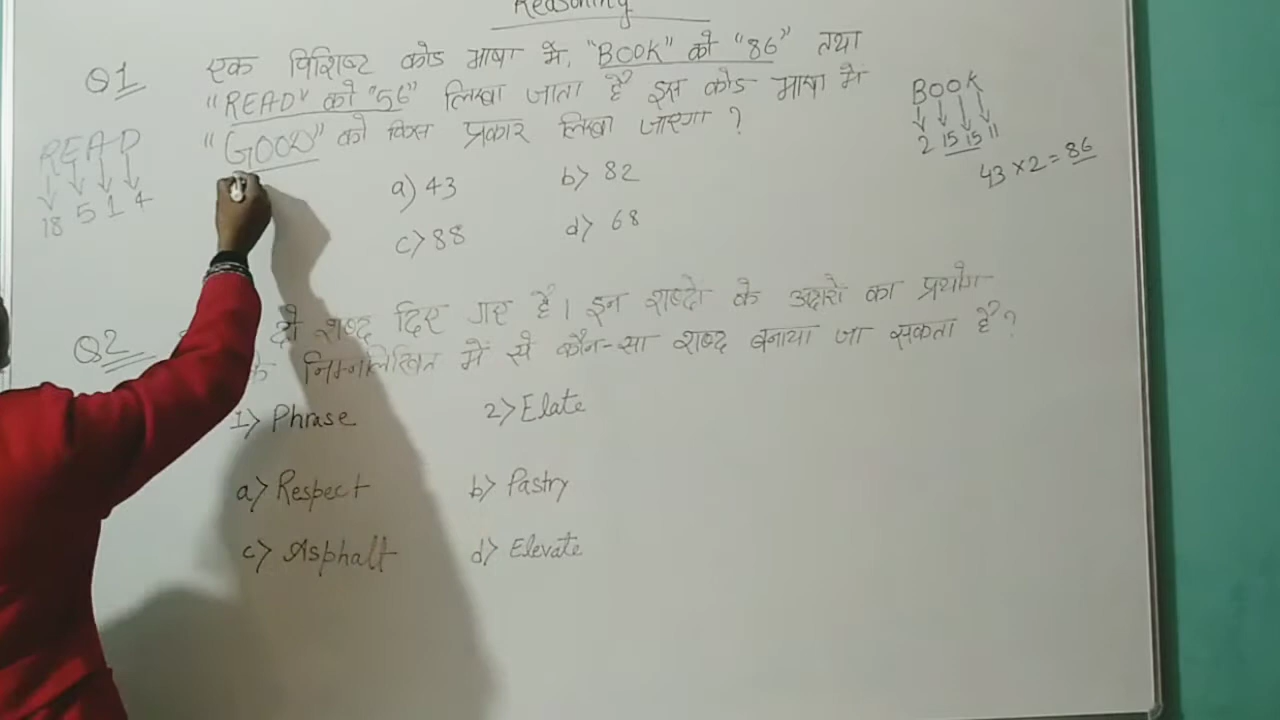 Reasoning
Q1 एक विशिष्ट कोड भाषा में, "BOOK" को "86" तथा
"READ" को "56" लिखा जाता है इस कोड भाषा में
"GOOD" को किस प्रकार लिखा जाएगा ?
READ
18 5 1 4
BOOK
2 15 15 11
43 × 2 = 86
a) 43 b) 82
c) 88 d) 68
Q2 दो शब्द दिए गए है । इन शब्दो के अक्षरो का प्रयोग
के निम्नलिखित में से कौन-सा शब्द बनाया जा सकता है ?
1) Phrase 2) Elate
a) Respect b) Pastry
c) Asphalt d) Elevate